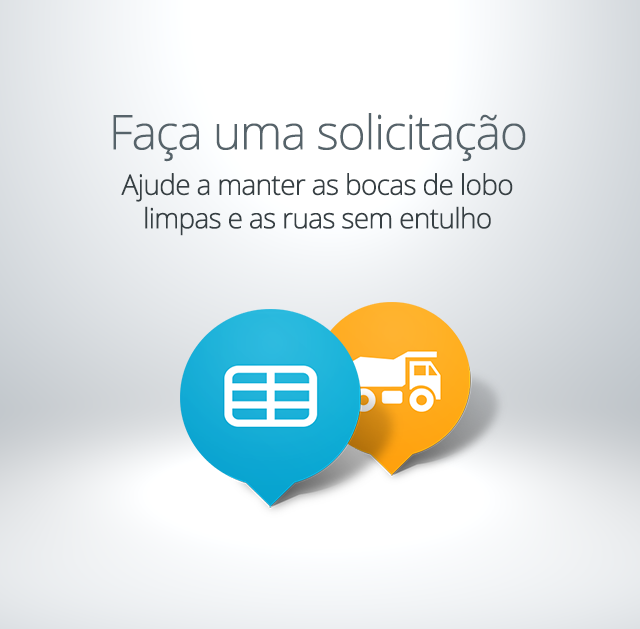 Faça uma solicitação
Ajude a manter as bocas de lobo
limpas e as ruas sem entulho